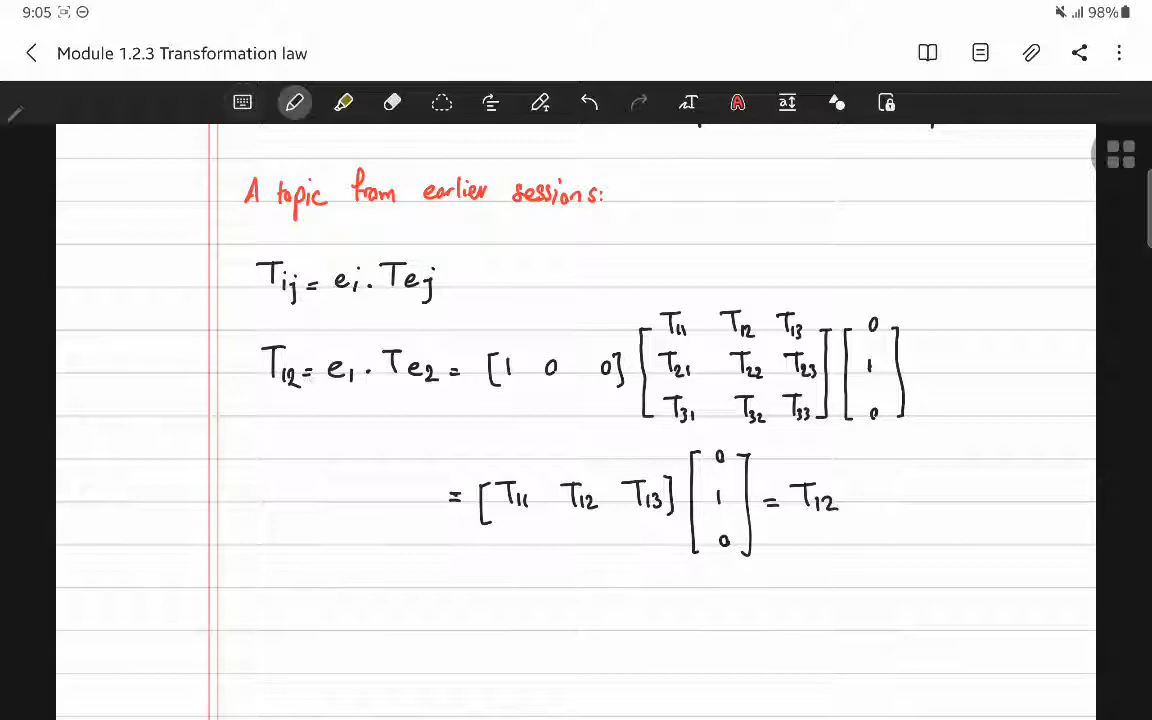 9:05 98%
Module 1.2.3 Transformation law
A topic from earlier sessions:
Tij = ei . Tej
T12 = e1 . Te2 = [1 0 0] [T11 T12 T13 T21 T22 T23 T31 T32 T33] [0 1 0]
= [T11 T12 T13] [0 1 0] = T12